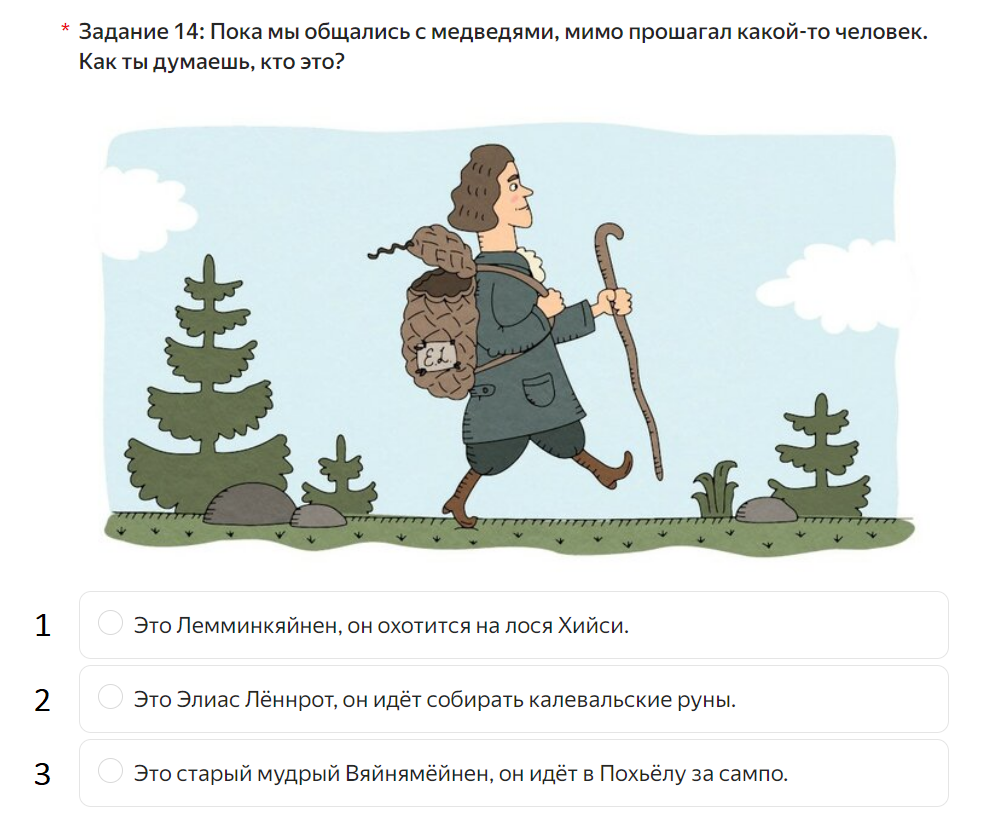 * Задание 14: Пока мы общались с медведями, мимо прошагал какой-то человек.
Как ты думаешь, кто это?
E.L.
1 Это Лемминкяйнен, он охотится на лося Хийси.
2 Это Элиас Лённрот, он идёт собирать калевальские руны.
3 Это старый мудрый Вяйнямёйнен, он идёт в Похьёлу за сампо.